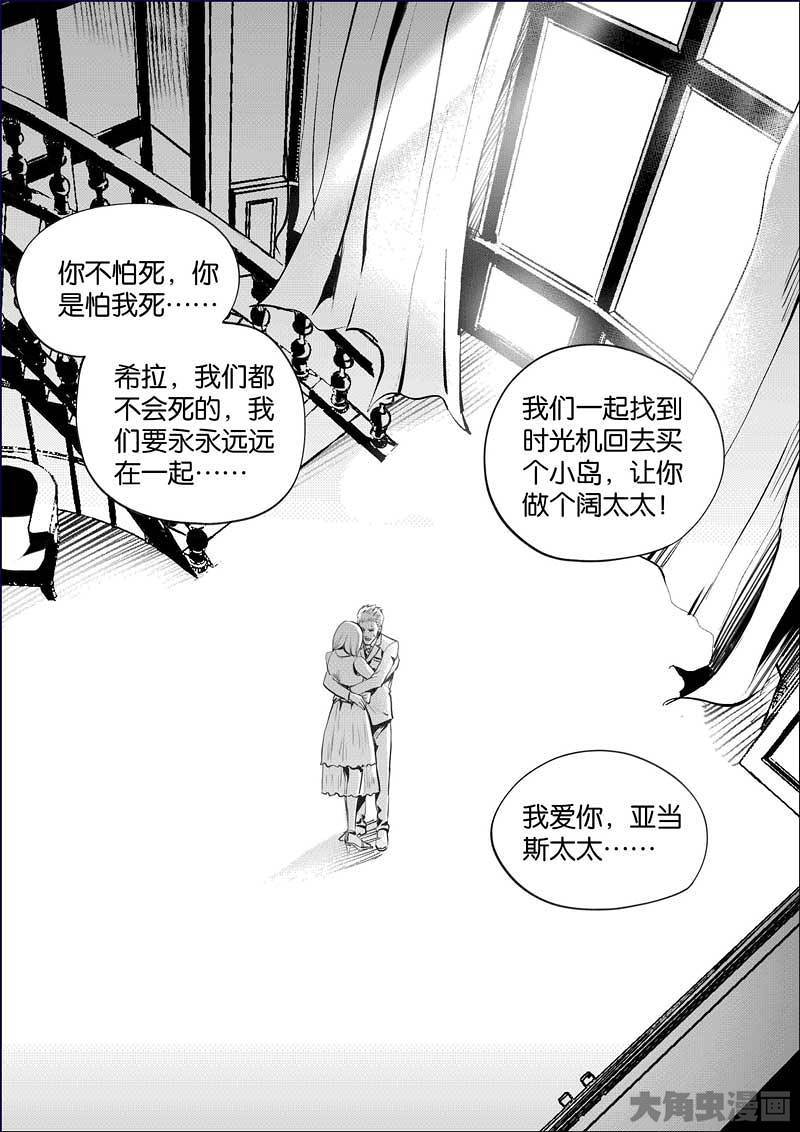 你不怕死，你
是怕我死……
希拉，我们都
不会死的，我
们要永永远远
在一起……
我们一起找到
时光机回去买
个小岛，让你
做个阔太太！
我爱你，亚当
斯太太……
大角虫漫画